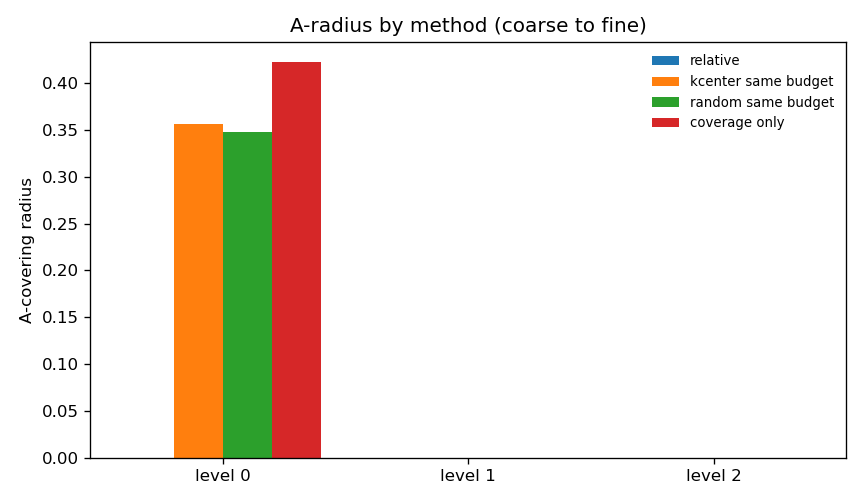 A-radius by method (coarse to fine)
relative
kcenter same budget
random same budget
coverage only
A-covering radius
0.40
0.35
0.30
0.25
0.20
0.15
0.10
0.05
0.00
level 0 level 1 level 2